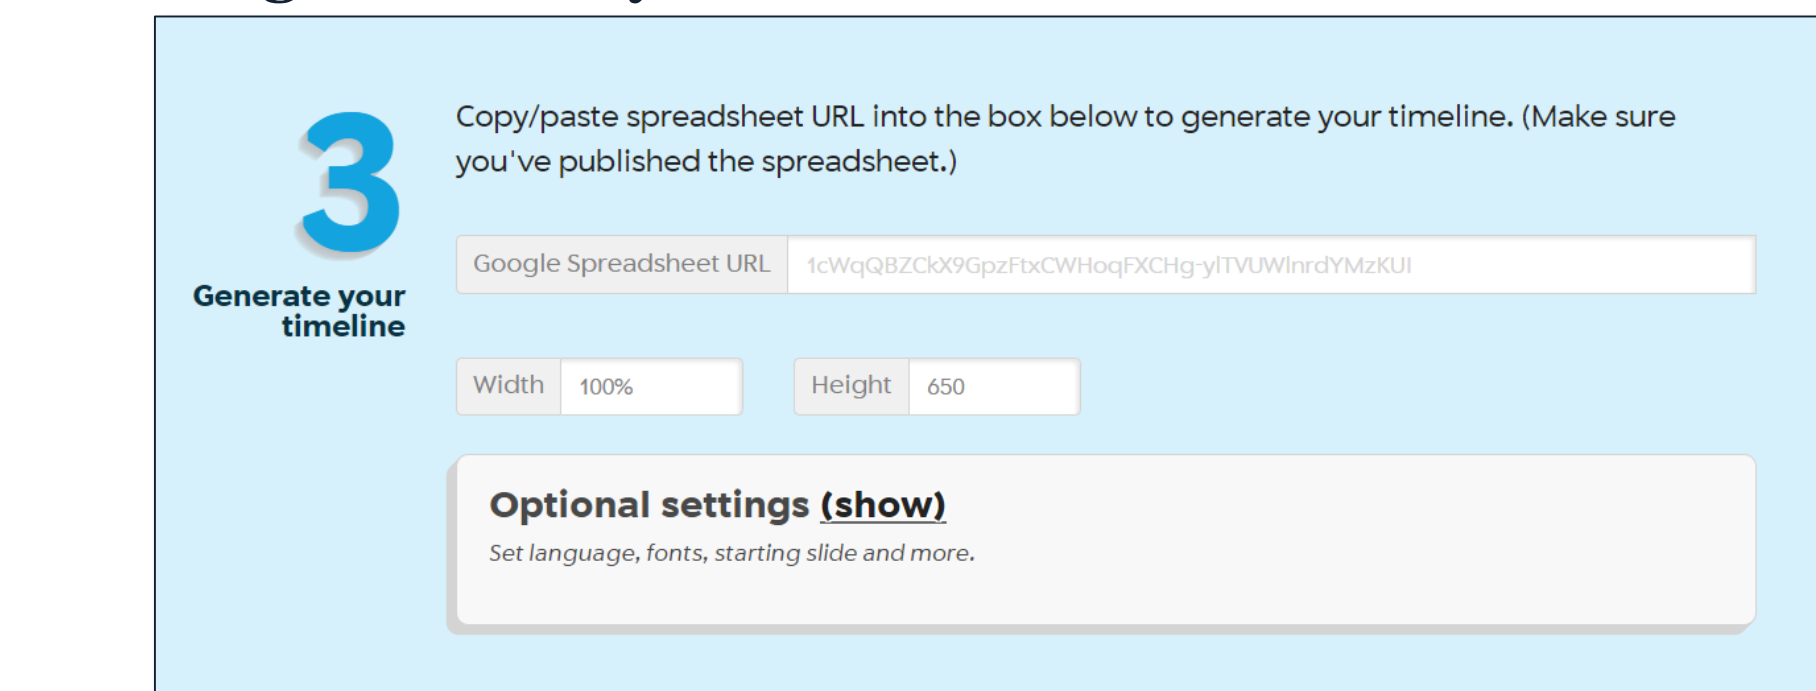 3
Generate your
timeline
Copy/paste spreadsheet URL into the box below to generate your timeline. (Make sure
you've published the spreadsheet.)
Google Spreadsheet URL 1cWqQBZCkX9GpzFtxCWHoqFXCHg-ylTVUWlnrdYMzKUI
Width 100% Height 650
Optional settings (show)
Set language, fonts, starting slide and more.